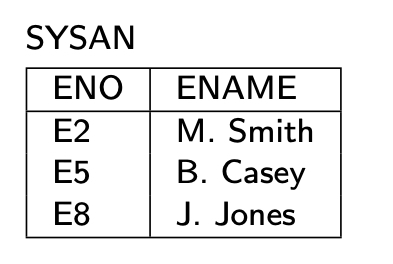 SYSAN
ENO ENAME
E2 M. Smith
E5 B. Casey
E8 J. Jones